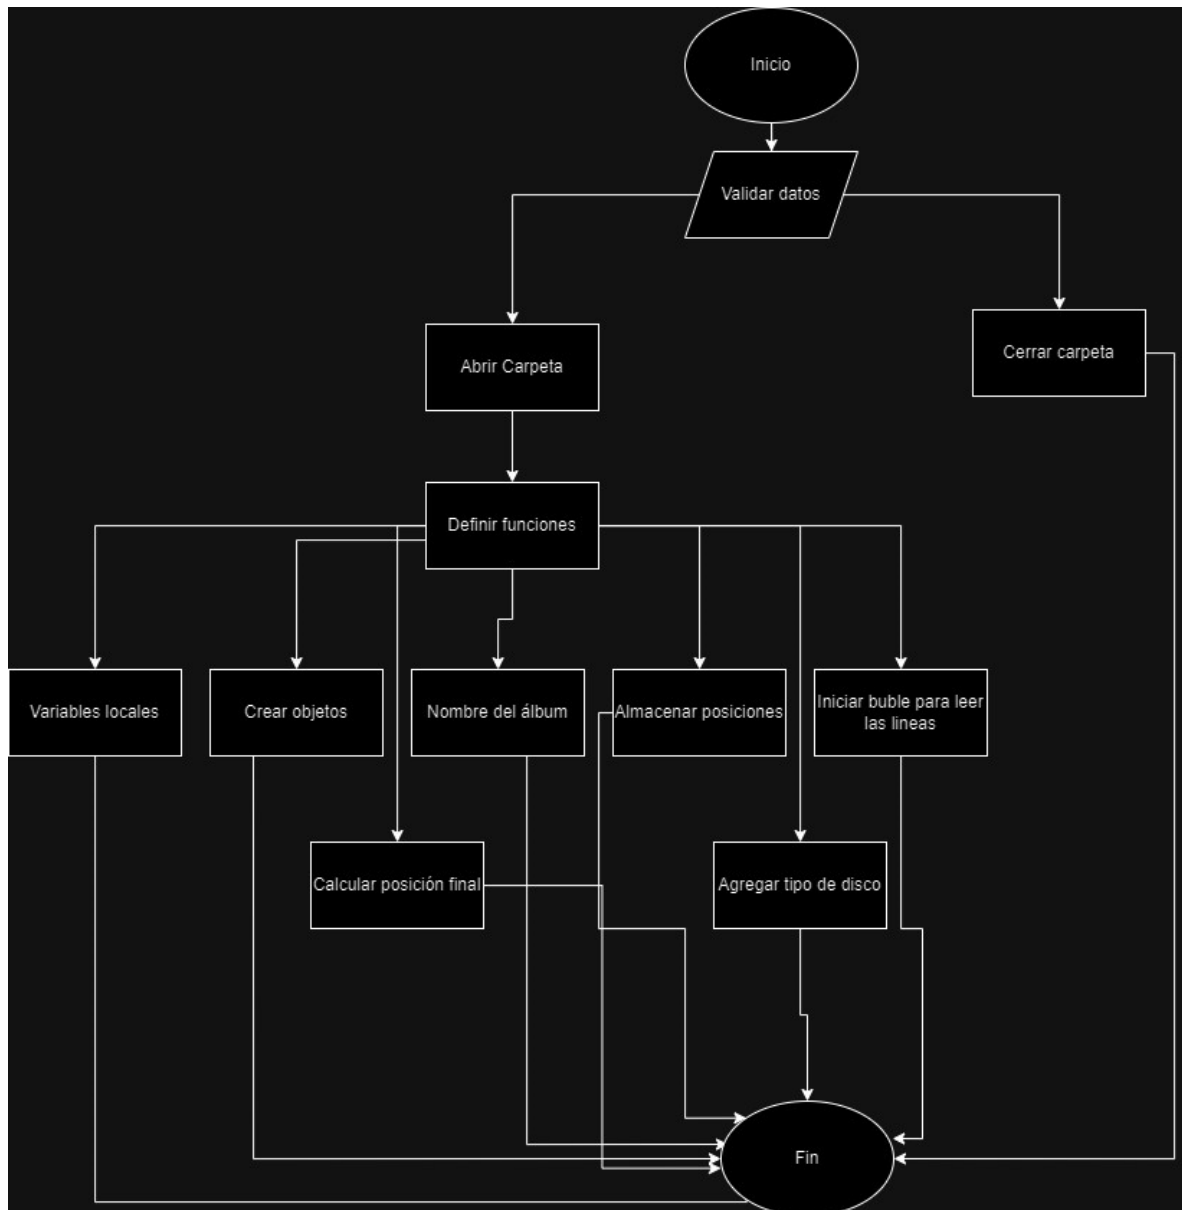 Inicio
Validar datos
Abrir Carpeta
Cerrar carpeta
Definir funciones
Variables locales
Crear objetos
Nombre del álbum
Almacenar posiciones
Iniciar buble para leer
las lineas
Calcular posición final
Agregar tipo de disco
Fin